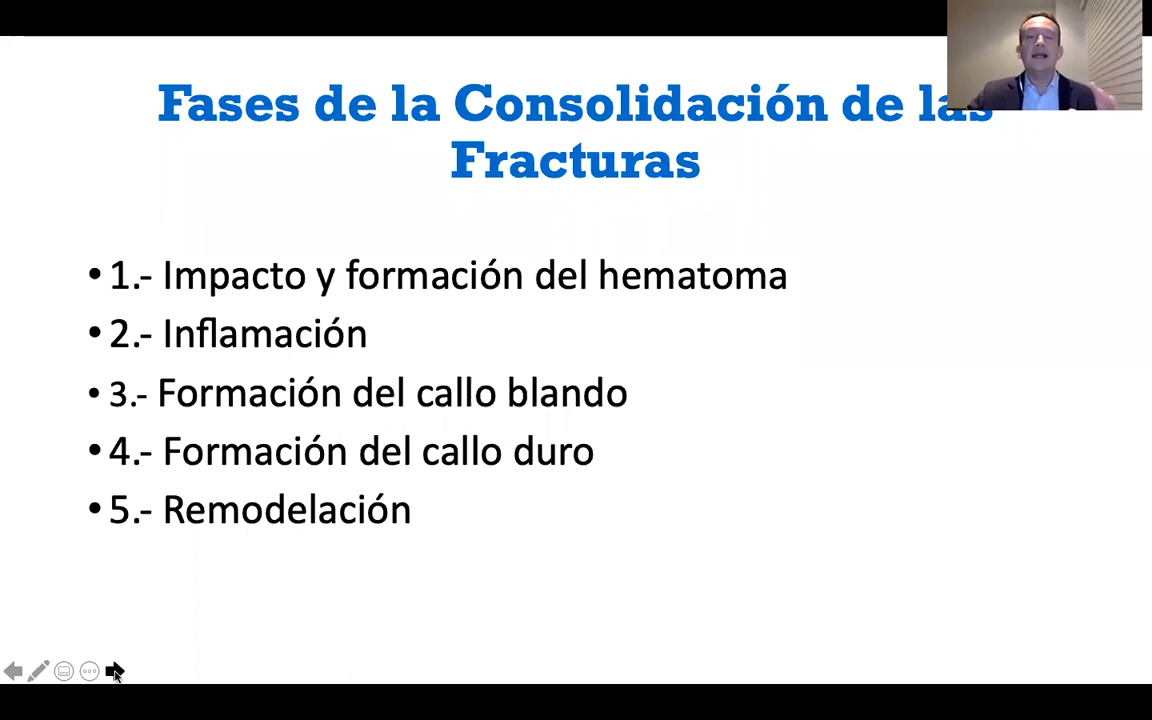 Fases de la Consolidación de las
Fracturas
• 1.- Impacto y formación del hematoma
• 2.- Inflamación
• 3.- Formación del callo blando
• 4.- Formación del callo duro
• 5.- Remodelación